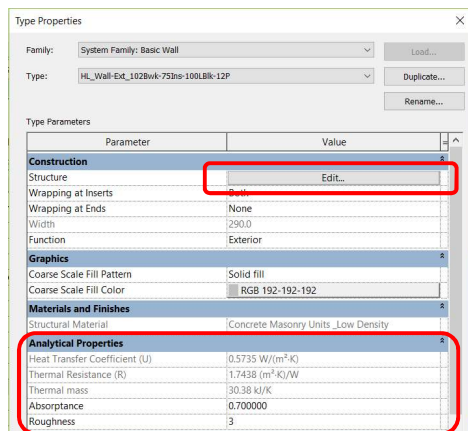 Type Properties
Family: System Family: Basic Wall Load...
Type: HL_Wall-Ext_102Bwk-75Ins-100LBlk-12P Duplicate...
Rename...
Type Parameters
Parameter Value =
Construction
Structure Edit...
Wrapping at Inserts Both
Wrapping at Ends None
Width 290.0
Function Exterior
Graphics
Coarse Scale Fill Pattern Solid fill
Coarse Scale Fill Color RGB 192-192-192
Materials and Finishes
Structural Material Concrete Masonry Units _Low Density
Analytical Properties
Heat Transfer Coefficient (U) 0.5735 W/(m²·K)
Thermal Resistance (R) 1.7438 (m²·K)/W
Thermal mass 30.38 kJ/K
Absorptance 0.700000
Roughness 3